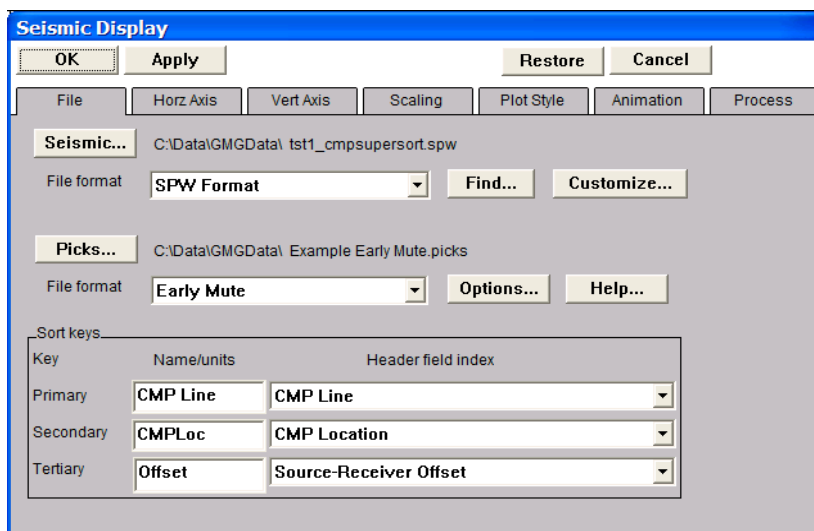 Seismic Display
OK Apply Restore Cancel
File Horz Axis Vert Axis Scaling Plot Style Animation Process
Seismic... C:\Data\GMGData\ tst1_cmpsupersort.spw
File format SPW Format Find... Customize...
Picks... C:\Data\GMGData\ Example Early Mute.picks
File format Early Mute Options... Help...
Sort keys
Key Name/units Header field index
Primary CMP Line CMP Line
Secondary CMPLoc CMP Location
Tertiary Offset Source-Receiver Offset